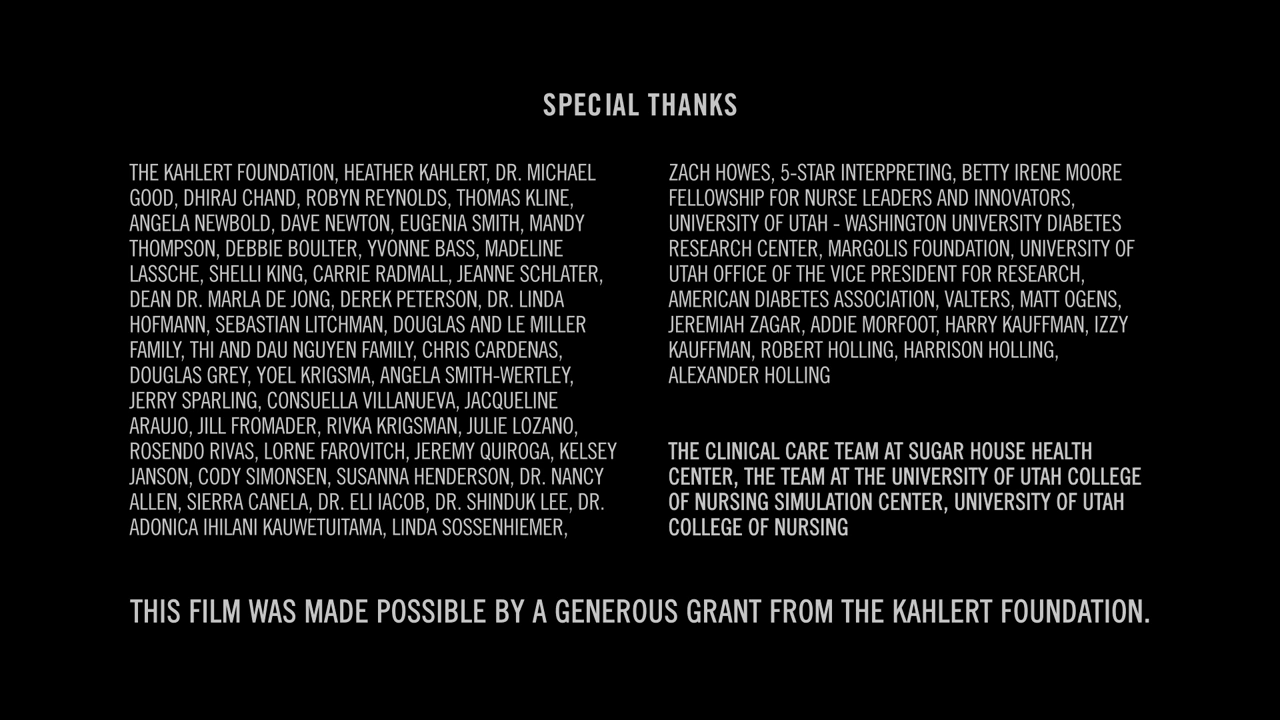 SPECIAL THANKS
THE KAHLERT FOUNDATION, HEATHER KAHLERT, DR. MICHAEL
GOOD, DHIRAJ CHAND, ROBYN REYNOLDS, THOMAS KLINE,
ANGELA NEWBOLD, DAVE NEWTON, EUGENIA SMITH, MANDY
THOMPSON, DEBBIE BOULTER, YVONNE BASS, MADELINE
LASSCHE, SHELLI KING, CARRIE RADMALL, JEANNE SCHLATER,
DEAN DR. MARLA DE JONG, DEREK PETERSON, DR. LINDA
HOFMANN, SEBASTIAN LITCHMAN, DOUGLAS AND LE MILLER
FAMILY, THI AND DAU NGUYEN FAMILY, CHRIS CARDENAS,
DOUGLAS GREY, YOEL KRIGSMA, ANGELA SMITH-WERTLEY,
JERRY SPARLING, CONSUELLA VILLANUEVA, JACQUELINE
ARAUJO, JILL FROMADER, RIVKA KRIGSMAN, JULIE LOZANO,
ROSENDO RIVAS, LORNE FAROVITCH, JEREMY QUIROGA, KELSEY
JANSON, CODY SIMONSEN, SUSANNA HENDERSON, DR. NANCY
ALLEN, SIERRA CANELA, DR. ELI IACOB, DR. SHINDUK LEE, DR.
ADONICA IHILANI KAUWETUITAMA, LINDA SOSSENHIEMER,
ZACH HOWES, 5-STAR INTERPRETING, BETTY IRENE MOORE
FELLOWSHIP FOR NURSE LEADERS AND INNOVATORS,
UNIVERSITY OF UTAH - WASHINGTON UNIVERSITY DIABETES
RESEARCH CENTER, MARGOLIS FOUNDATION, UNIVERSITY OF
UTAH OFFICE OF THE VICE PRESIDENT FOR RESEARCH,
AMERICAN DIABETES ASSOCIATION, VALTERS, MATT OGENS,
JEREMIAH ZAGAR, ADDIE MORFOOT, HARRY KAUFFMAN, IZZY
KAUFFMAN, ROBERT HOLLING, HARRISON HOLLING,
ALEXANDER HOLLING
THE CLINICAL CARE TEAM AT SUGAR HOUSE HEALTH
CENTER, THE TEAM AT THE UNIVERSITY OF UTAH COLLEGE
OF NURSING SIMULATION CENTER, UNIVERSITY OF UTAH
COLLEGE OF NURSING
THIS FILM WAS MADE POSSIBLE BY A GENEROUS GRANT FROM THE KAHLERT FOUNDATION.